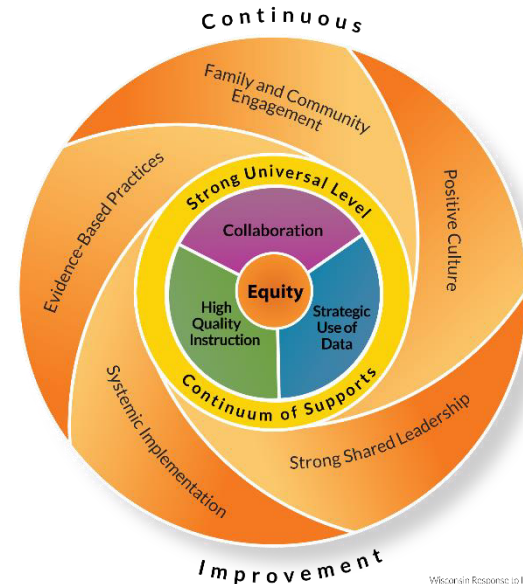 Continuous
Family and Community
Engagement
Positive Culture
Evidence-Based Practices
Strong Universal Level
Collaboration
Equity
High
Quality
Instruction
Strategic
Use of
Data
Continuum of Supports
Systemic Implementation
Strong Shared Leadership
Improvement
Wisconsin Response to